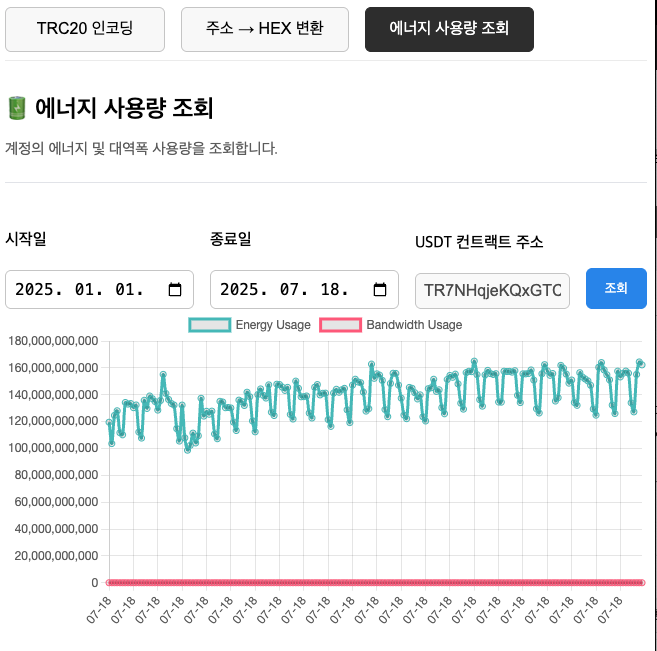 TRC20 인코딩
주소 → HEX 변환
에너지 사용량 조회
에너지 사용량 조회
계정의 에너지 및 대역폭 사용량을 조회합니다.
시작일
종료일
USDT 컨트랙트 주소
2025. 01. 01.
2025. 07. 18.
TR7NHqjeKQxGTC
조회
Energy Usage
Bandwidth Usage
180,000,000,000
160,000,000,000
140,000,000,000
120,000,000,000
100,000,000,000
80,000,000,000
60,000,000,000
40,000,000,000
20,000,000,000
0
07-18 07-18 07-18 07-18 07-18 07-18 07-18 07-18 07-18 07-18 07-18 07-18 07-18 07-18 07-18 07-18 07-18 07-18 07-18 07-18 07-18 07-18